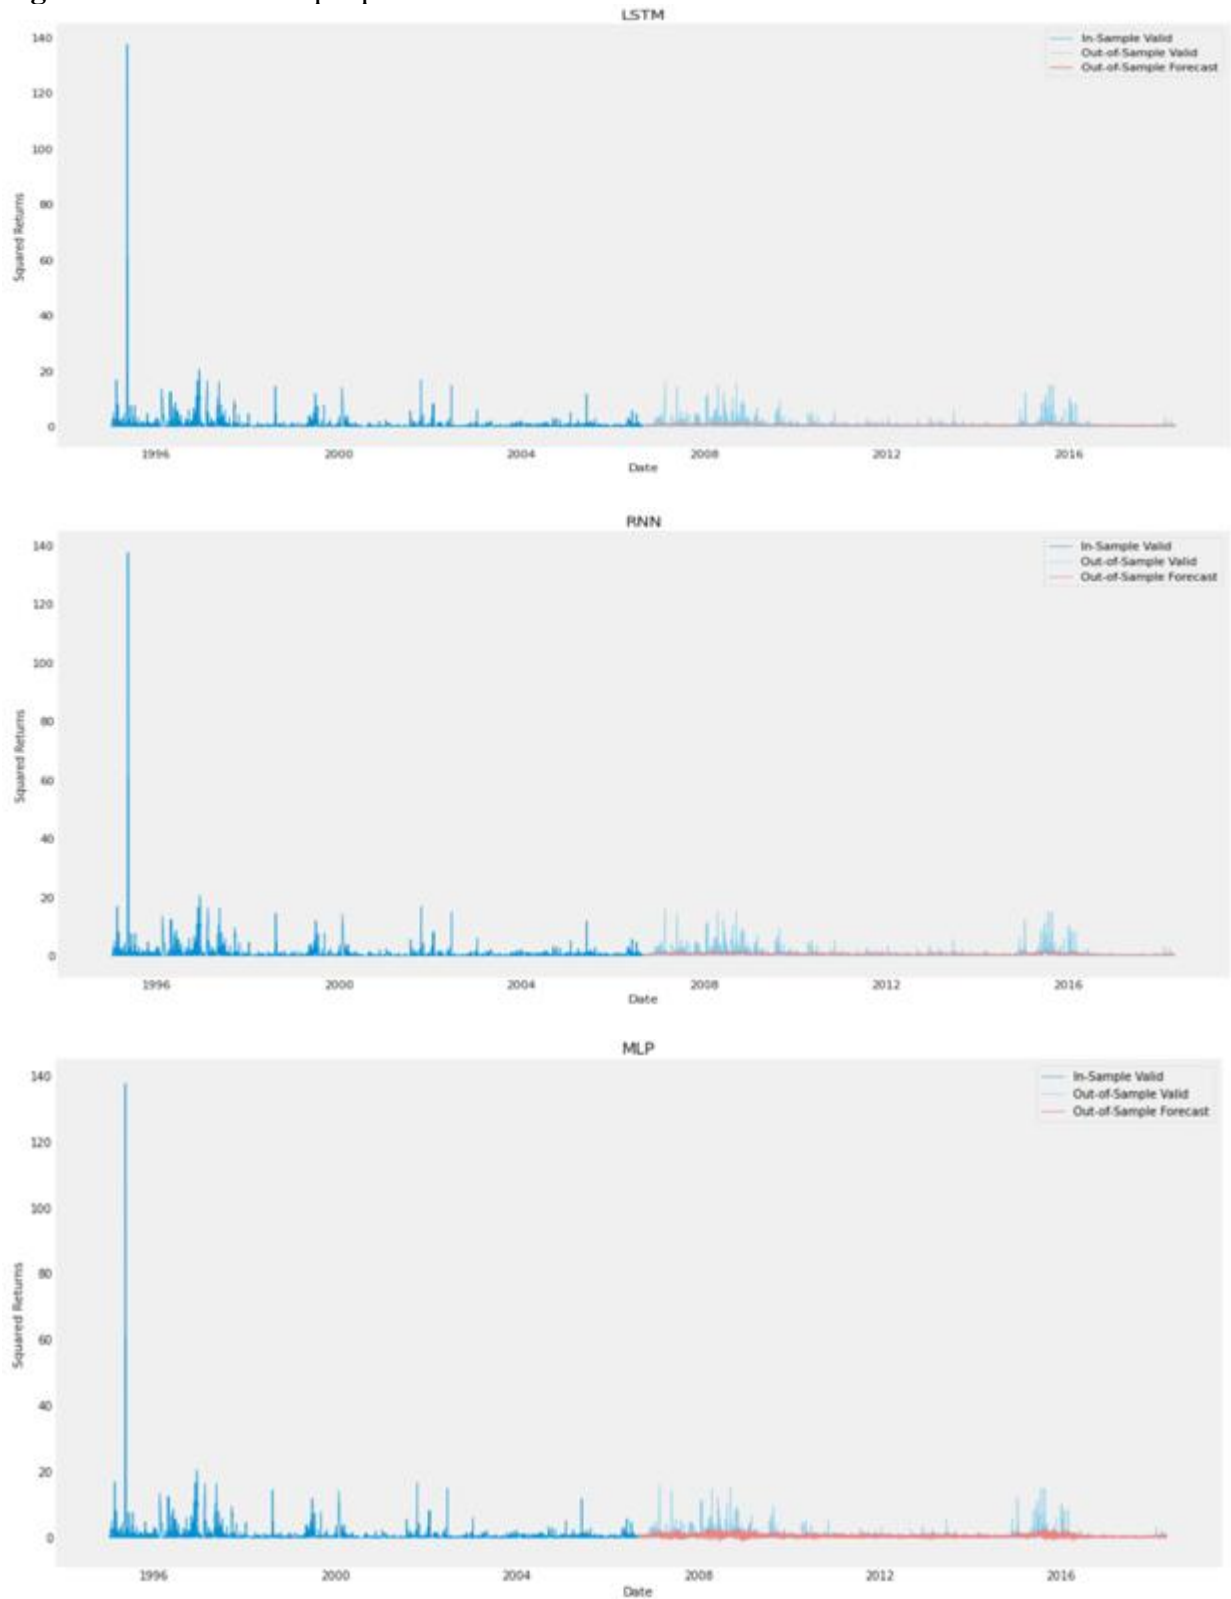 LSTM
In-Sample Valid
Out-of-Sample Valid
Out-of-Sample Forecast
140
120
100
80
60
40
20
0
Squared Returns
1996 2000 2004 2008 2012 2016
Date
RNN
In-Sample Valid
Out-of-Sample Valid
Out-of-Sample Forecast
140
120
100
80
60
40
20
0
Squared Returns
1996 2000 2004 2008 2012 2016
Date
MLP
In-Sample Valid
Out-of-Sample Valid
Out-of-Sample Forecast
140
120
100
80
60
40
20
0
Squared Returns
1996 2000 2004 2008 2012 2016
Date